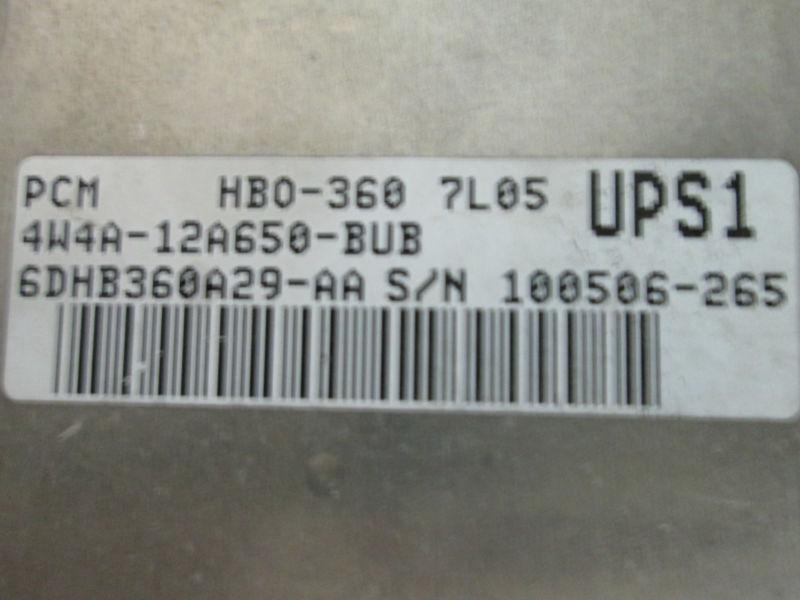 PCM HBO-360 7L05 UPS1
4W4A-12A650-BUB
6DHB360A29-AA S/N 100506-265